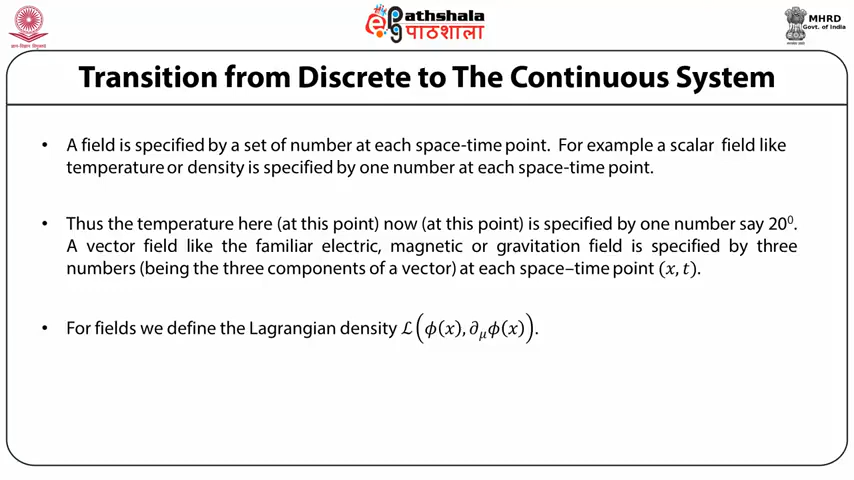 ePathshala
पाठशाला
MHRD
Govt. of India
Transition from Discrete to The Continuous System
• A field is specified by a set of number at each space-time point. For example a scalar field like
temperature or density is specified by one number at each space-time point.
• Thus the temperature here (at this point) now (at this point) is specified by one number say 20⁰.
A vector field like the familiar electric, magnetic or gravitation field is specified by three
numbers (being the three components of a vector) at each space–time point (x, t).
• For fields we define the Lagrangian density ℒ(ϕ(x), ∂μϕ(x)).